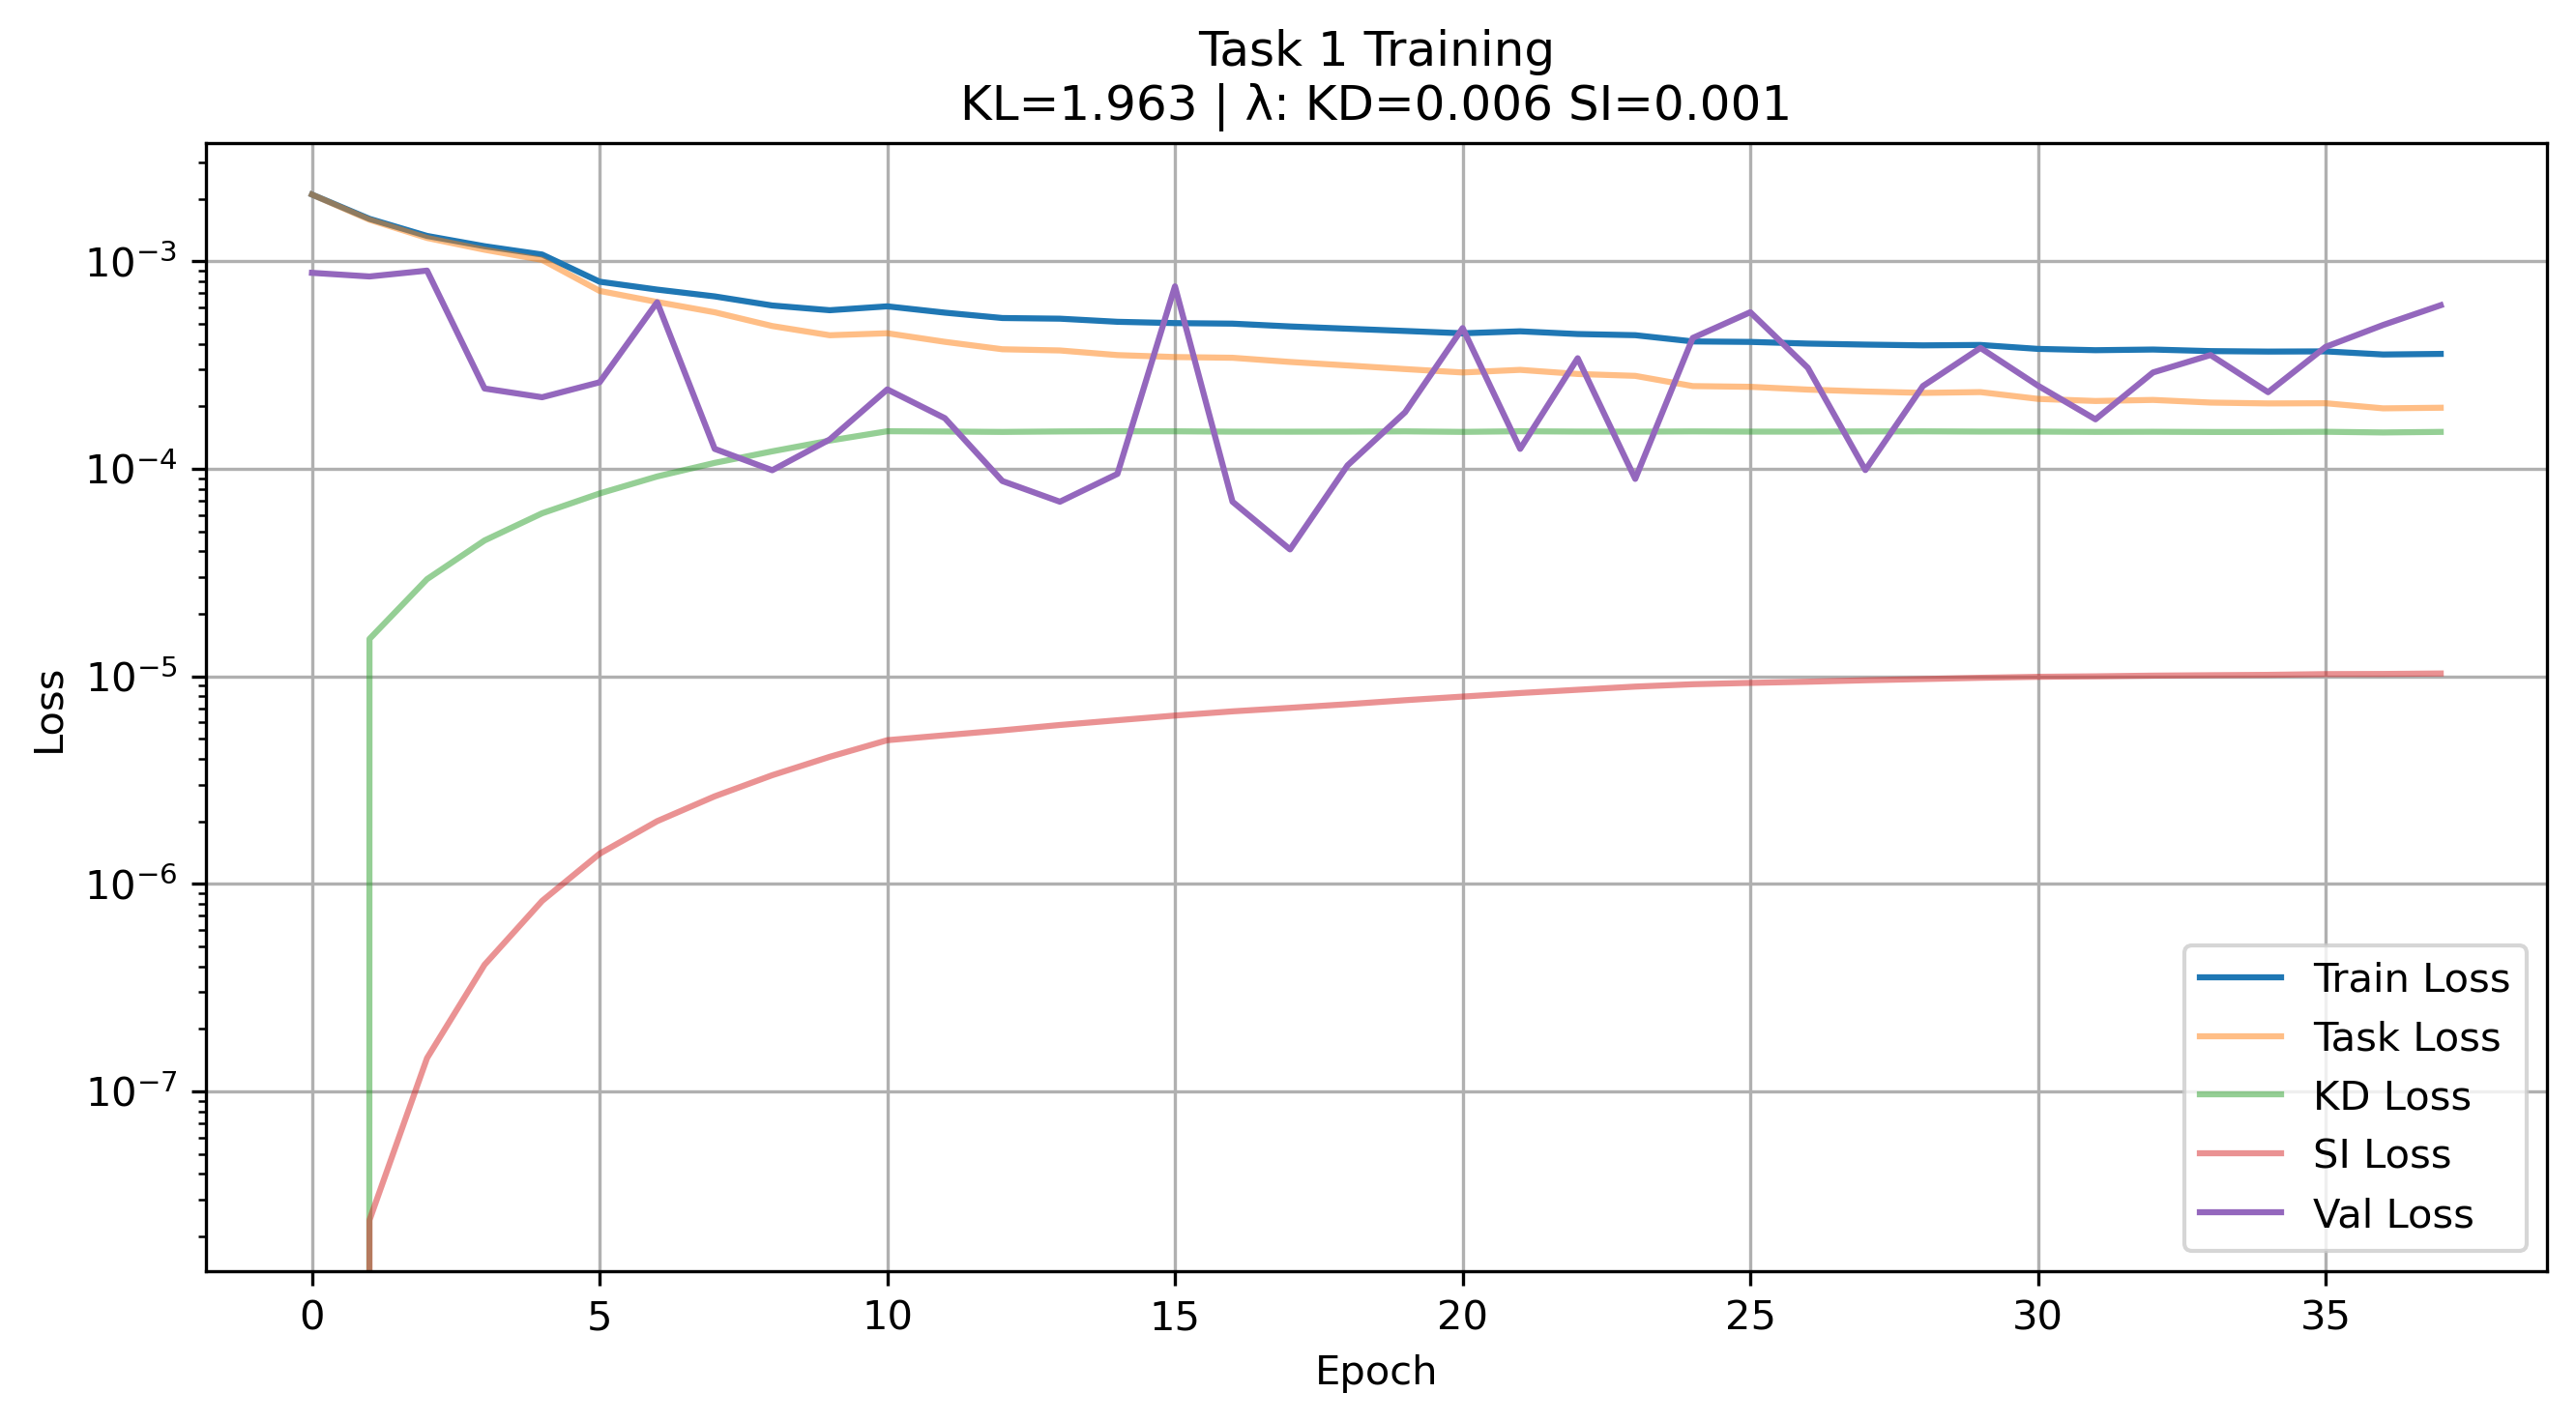 Task 1 Training
KL=1.963 | λ: KD=0.006 SI=0.001
Loss
10⁻³
10⁻⁴
10⁻⁵
10⁻⁶
10⁻⁷
Train Loss
Task Loss
KD Loss
SI Loss
Val Loss
0 5 10 15 20 25 30 35
Epoch